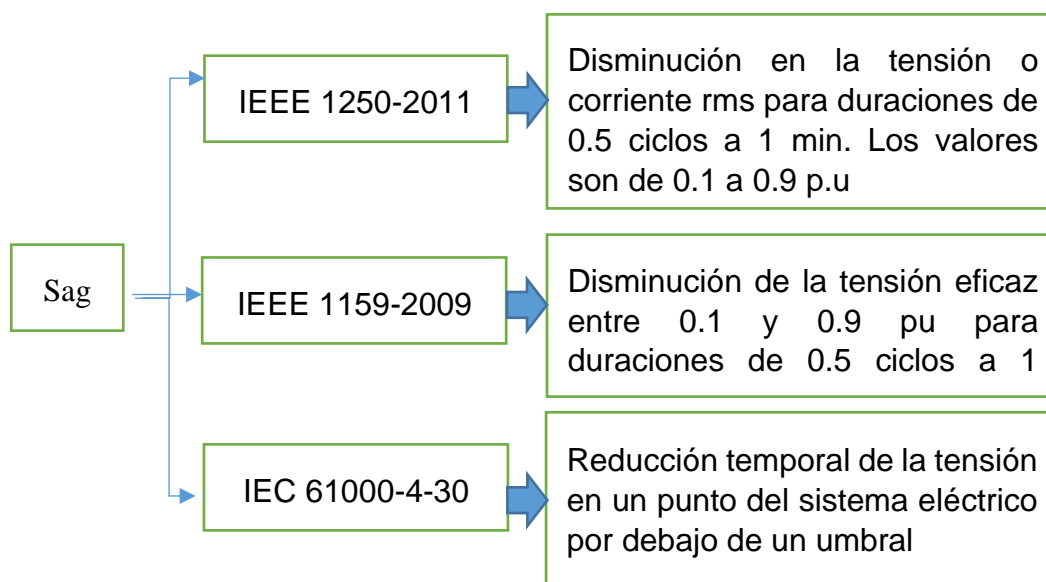 Sag
IEEE 1250-2011
Disminución en la tensión o
corriente rms para duraciones de
0.5 ciclos a 1 min. Los valores
son de 0.1 a 0.9 p.u
IEEE 1159-2009
Disminución de la tensión eficaz
entre 0.1 y 0.9 pu para
duraciones de 0.5 ciclos a 1
IEC 61000-4-30
Reducción temporal de la tensión
en un punto del sistema eléctrico
por debajo de un umbral